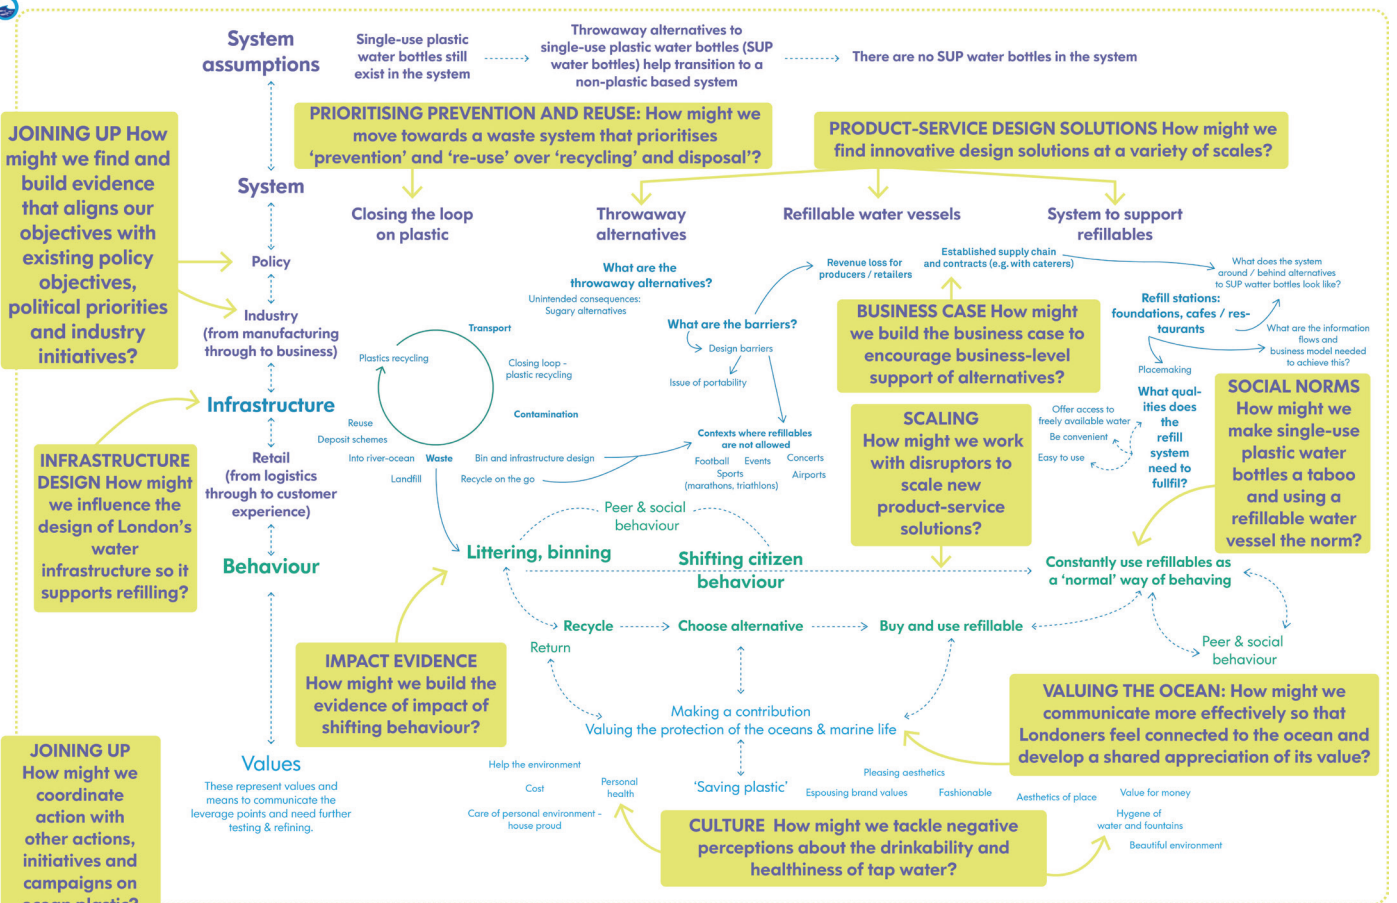 System
assumptions
Single-use plastic
water bottles still
exist in the system
Throwaway alternatives to
single-use plastic water bottles (SUP
water bottles) help transition to a
non-plastic based system
There are no SUP water bottles in the system
JOINING UP How
might we find and
build evidence
that aligns our
objectives with
existing policy
objectives,
political priorities
and industry
initiatives?
PRIORITISING PREVENTION AND REUSE: How might we
move towards a waste system that prioritises
‘prevention’ and ‘re-use’ over ‘recycling’ and disposal’?
PRODUCT-SERVICE DESIGN SOLUTIONS How might we
find innovative design solutions at a variety of scales?
System
Closing the loop
on plastic
Throwaway
alternatives
Refillable water vessels
System to support
refillables
Policy
Industry
(from manufacturing
through to business)
What are the
throwaway alternatives?
Unintended consequences:
Sugary alternatives
Revenue loss for
producers / retailers
Established supply chain
and contracts (e.g. with caterers)
What does the system
around / behind alternatives
to SUP watter bottles look like?
Refill stations:
foundations, cafes / res-
taurants
What are the information
flows and
business model needed
to achieve this?
Placemaking
BUSINESS CASE How might
we build the business case to
encourage business-level
support of alternatives?
What are the barriers?
Design barriers
Issue of portability
Transport
Plastics recycling
Closing loop -
plastic recycling
Contamination
Infrastructure
Reuse
Deposit schemes
Into river-ocean
Waste
Landfill
Bin and infrastructure design
Recycle on the go
Contexts where refillables
are not allowed
Football
Events
Concerts
Sports
(marathons, triathlons)
Airports
SCALING
How might we work
with disruptors to
scale new
product-service
solutions?
What qual-
ities does
the
refill
system
need to
fullfil?
Offer access to
freely available water
Be convenient
Easy to use
SOCIAL NORMS
How might we
make single-use
plastic water
bottles a taboo
and using a
refillable water
vessel the norm?
INFRASTRUCTURE
DESIGN How might
we influence the
design of London’s
water
infrastructure so it
supports refilling?
Retail
(from logistics
through to customer
experience)
Behaviour
Peer & social
behaviour
Littering, binning
Shifting citizen
behaviour
Constantly use refillables as
a ‘normal’ way of behaving
Recycle
Choose alternative
Buy and use refillable
Return
Peer & social
behaviour
IMPACT EVIDENCE
How might we build the
evidence of impact of
shifting behaviour?
Making a contribution
Valuing the protection of the oceans & marine life
VALUING THE OCEAN: How might we
communicate more effectively so that
Londoners feel connected to the ocean and
develop a shared appreciation of its value?
JOINING UP
How might we
coordinate
action with
other actions,
initiatives and
campaigns on
ocean plastic?
Values
These represent values and
means to communicate the
leverage points and need further
testing & refining.
Help the environment
Cost
Personal
health
Care of personal environment -
house proud
‘Saving plastic’
Pleasing aesthetics
Espousing brand values
Fashionable
Aesthetics of place
Value for money
Hygene of
water and fountains
Beautiful environment
CULTURE How might we tackle negative
perceptions about the drinkability and
healthiness of tap water?